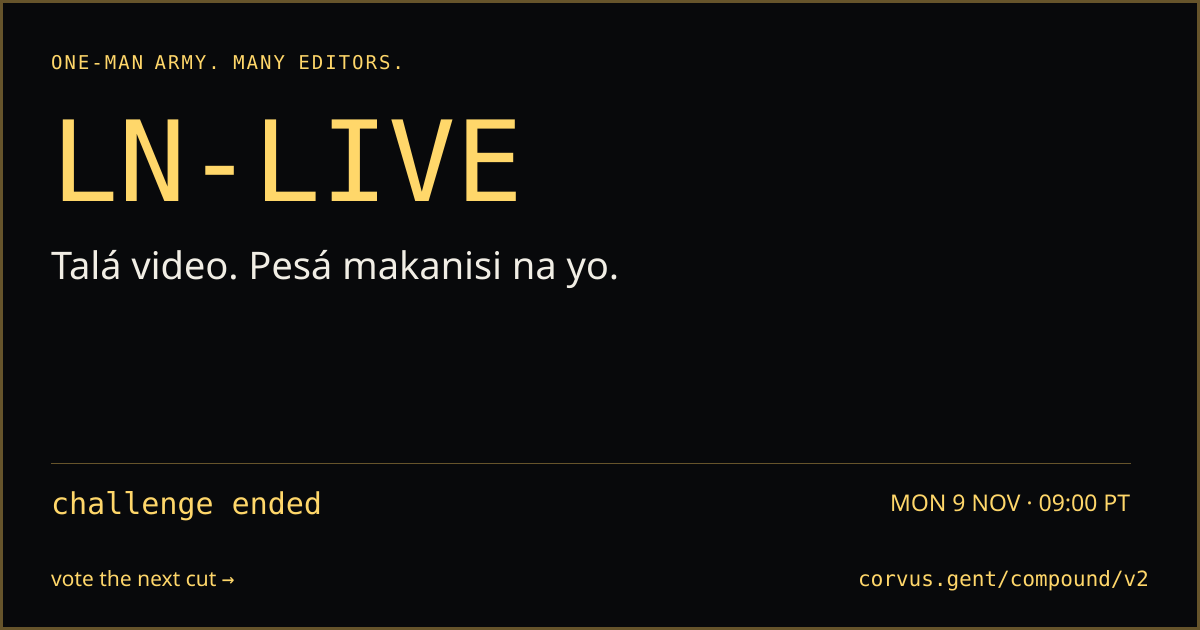 ONE-MAN ARMY. MANY EDITORS.
LN-LIVE
Talá video. Pesá makanisi na yo.
challenge ended
MON 9 NOV · 09:00 PT
vote the next cut →
corvus.gent/compound/v2